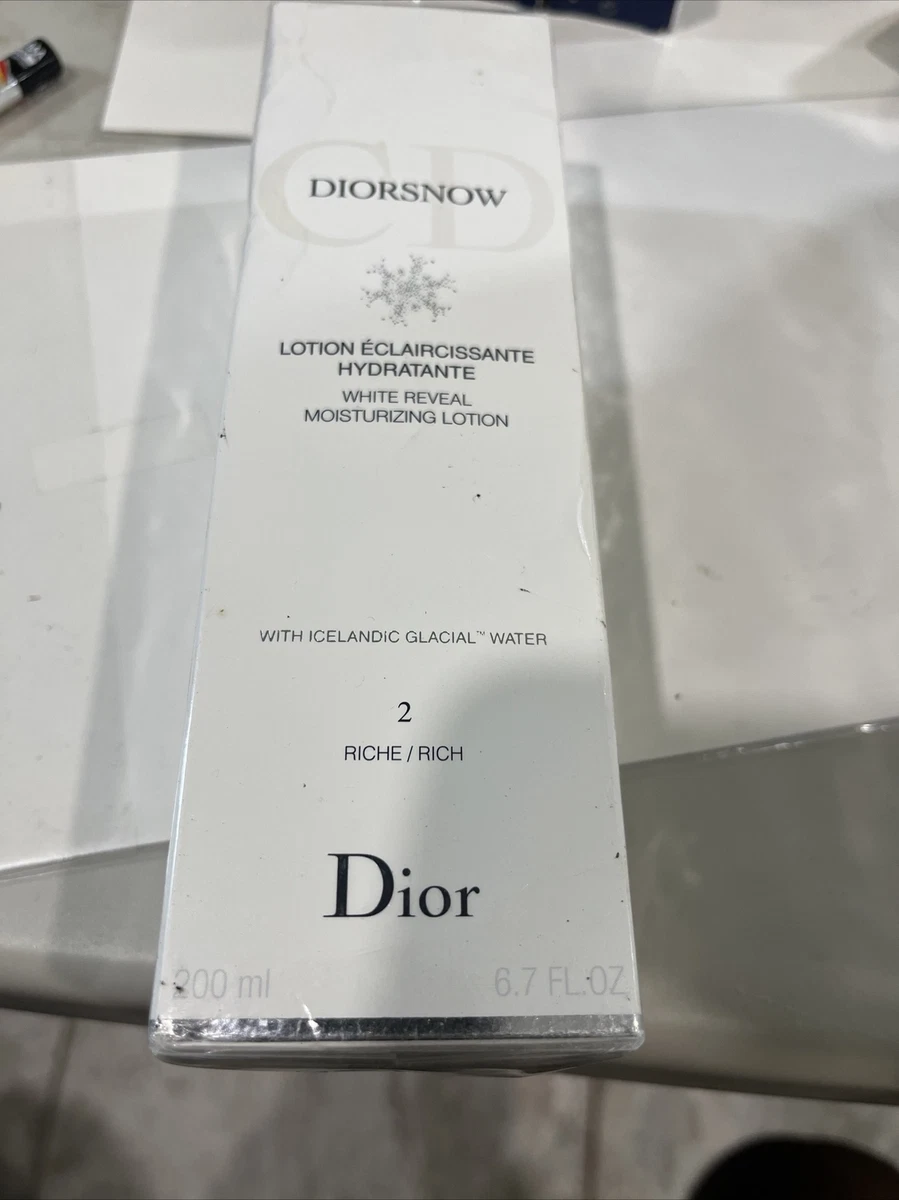 CD
DIORSNOW
LOTION ÉCLAIRCISSANTE
HYDRATANTE
WHITE REVEAL
MOISTURIZING LOTION
WITH ICELANDIC GLACIAL™ WATER
2
RICHE / RICH
Dior
200 ml 6.7 FL.OZ